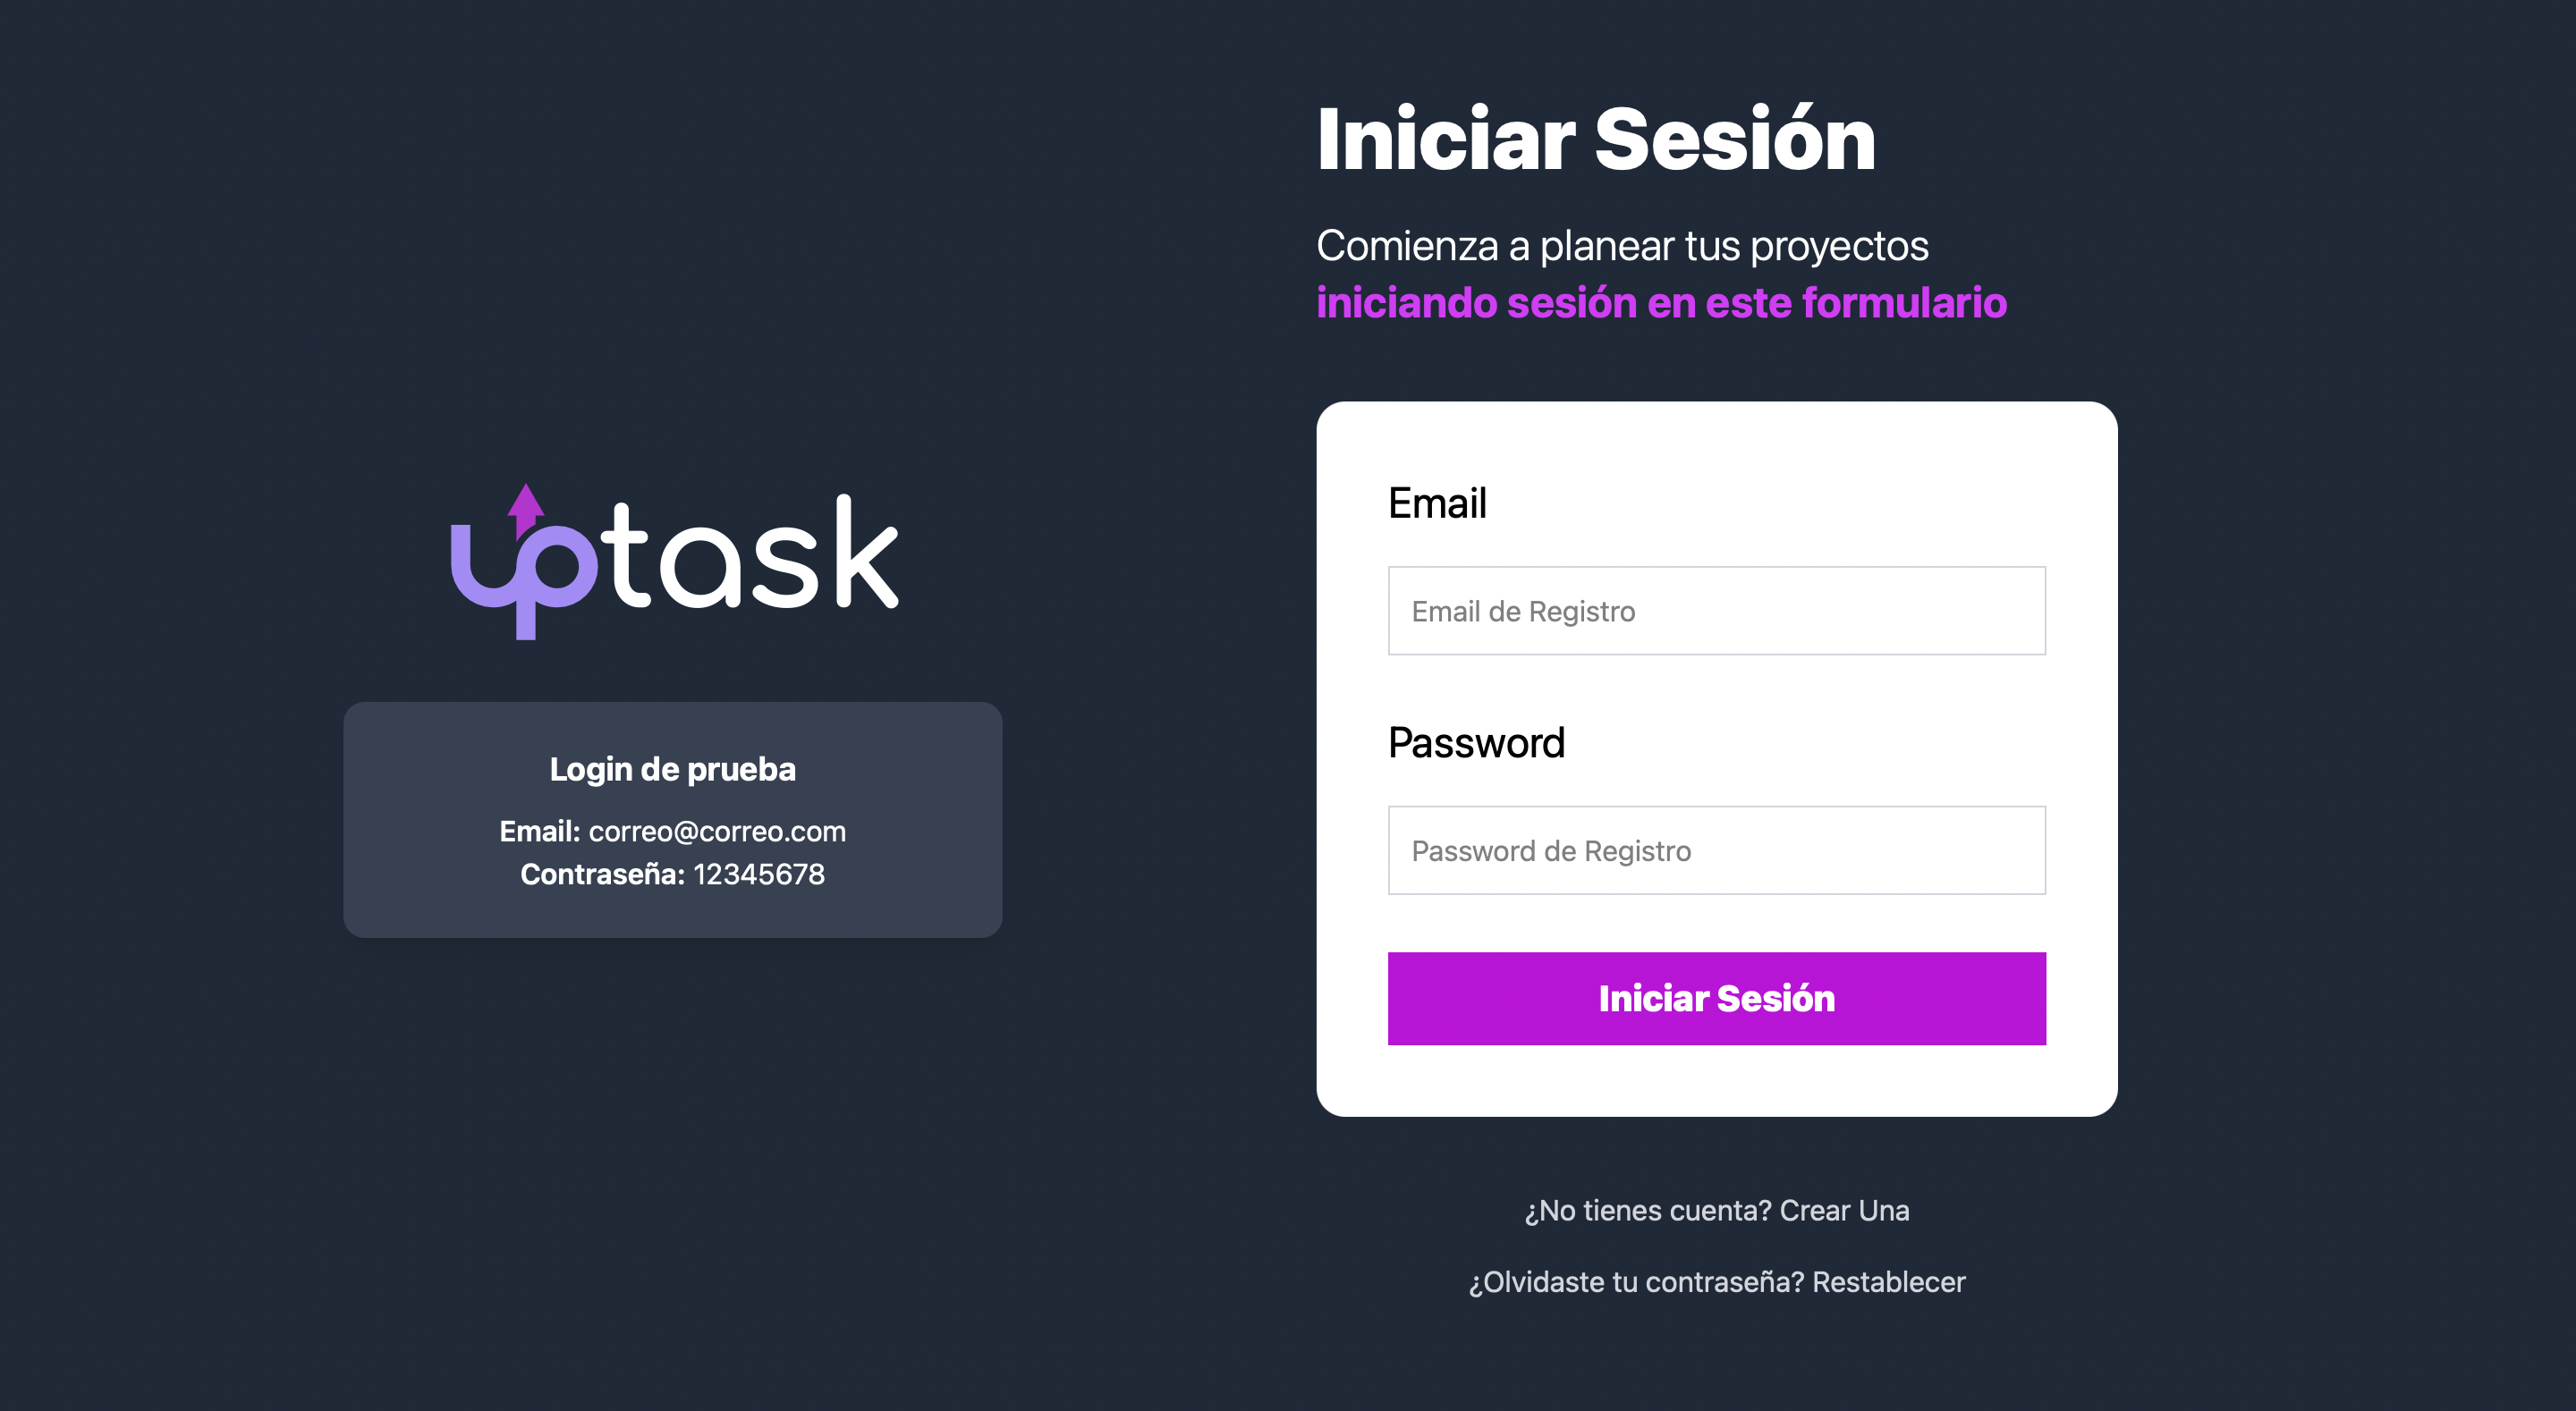 uptask
Login de prueba
Email: correo@correo.com
Contraseña: 12345678
Iniciar Sesión
Comienza a planear tus proyectos
iniciando sesión en este formulario
Email
Email de Registro
Password
Password de Registro
Iniciar Sesión
¿No tienes cuenta? Crear Una
¿Olvidaste tu contraseña? Restablecer